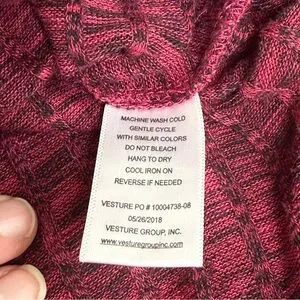 MACHINE WASH COLD
GENTLE CYCLE
WITH SIMILAR COLORS
DO NOT BLEACH
HANG TO DRY
COOL IRON ON
REVERSE IF NEEDED
VESTURE PO # 10004738-08
05/26/2018
VESTURE GROUP, INC.
www.vesturegroupinc.com